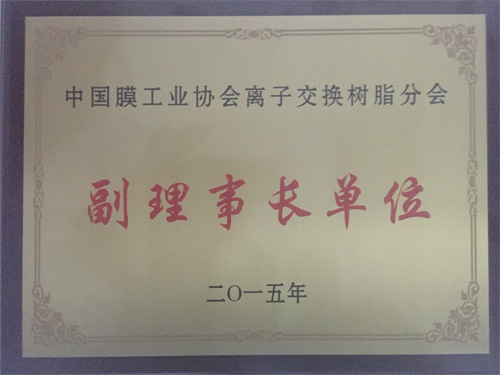 中国膜工业协会离子交换树脂分会
副理事长单位
二〇一五年